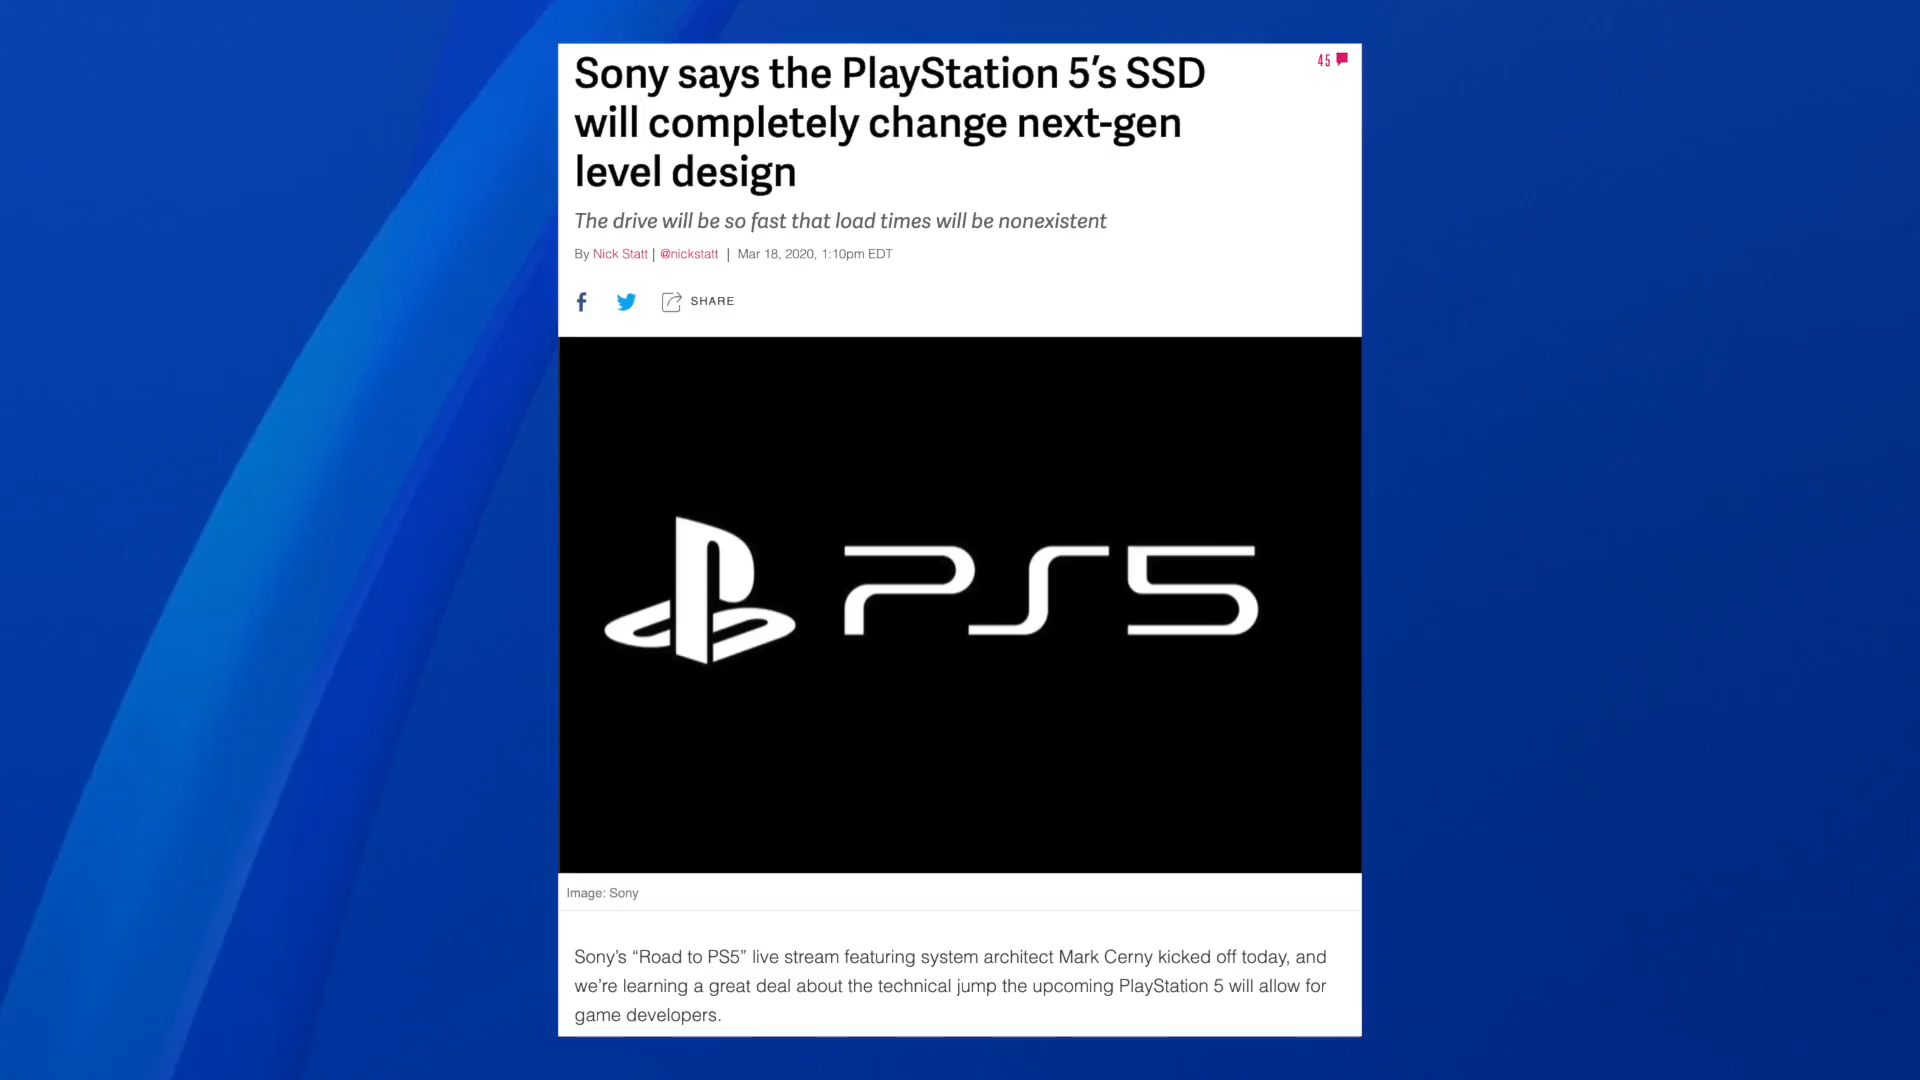 Sony says the PlayStation 5’s SSD
45
will completely change next-gen
level design
The drive will be so fast that load times will be nonexistent
By Nick Statt | @nickstatt | Mar 18, 2020, 1:10pm EDT
SHARE
PS5
Image: Sony
Sony’s “Road to PS5” live stream featuring system architect Mark Cerny kicked off today, and
we’re learning a great deal about the technical jump the upcoming PlayStation 5 will allow for
game developers.